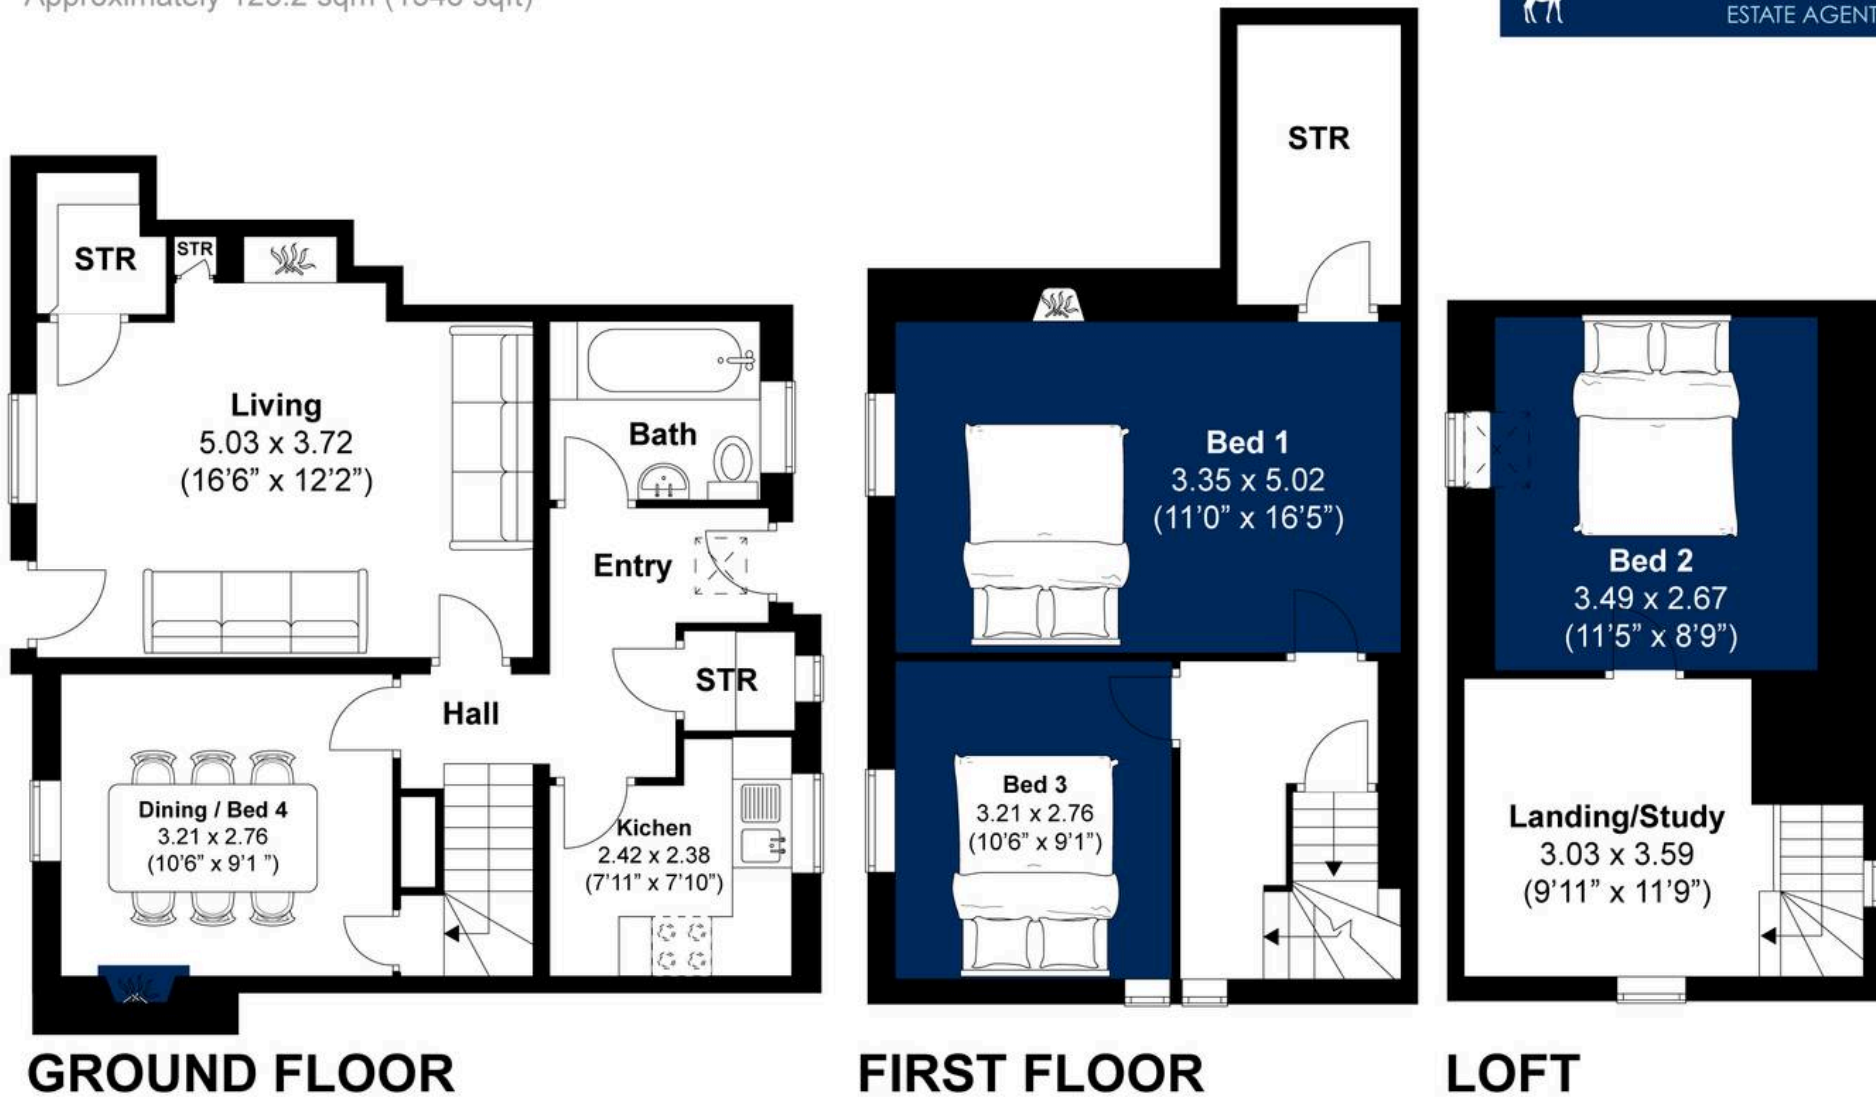 ESTATE AGENT
STR
STR
STR
Living
5.03 x 3.72
(16'6” x 12'2”)
Bath
Entry
STR
Hall
Dining / Bed 4
3.21 x 2.76
(10'6” x 9'1 ”)
Kichen
2.42 x 2.38
(7'11” x 7'10”)
GROUND FLOOR
Bed 1
3.35 x 5.02
(11'0” x 16'5”)
Bed 3
3.21 x 2.76
(10'6” x 9'1”)
FIRST FLOOR
Bed 2
3.49 x 2.67
(11'5” x 8'9”)
Landing/Study
3.03 x 3.59
(9'11” x 11'9”)
LOFT